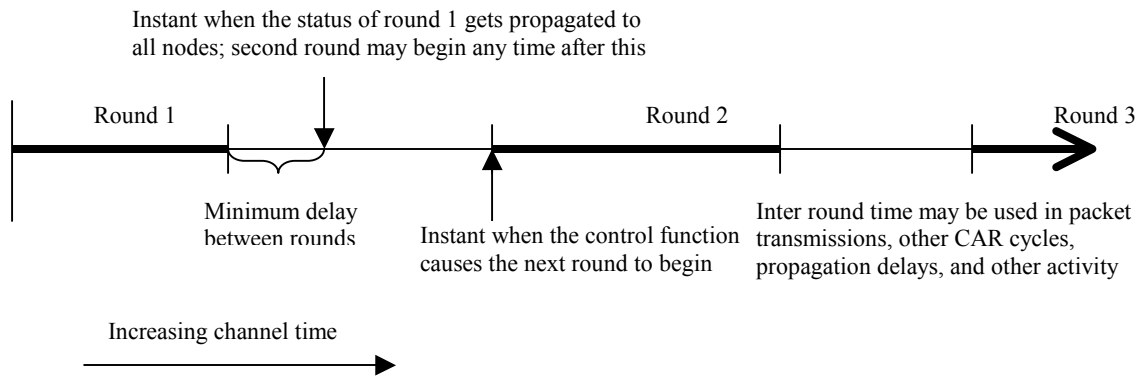 Instant when the status of round 1 gets propagated to
all nodes; second round may begin any time after this
Round 1
Round 2
Round 3
Minimum delay
between rounds
Instant when the control function
causes the next round to begin
Inter round time may be used in packet
transmissions, other CAR cycles,
propagation delays, and other activity
Increasing channel time